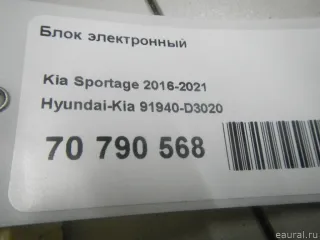 Блок электронный
Kia Sportage 2016-2021
Hyundai-Kia 91940-D3020
70 790 568
eaural.ru